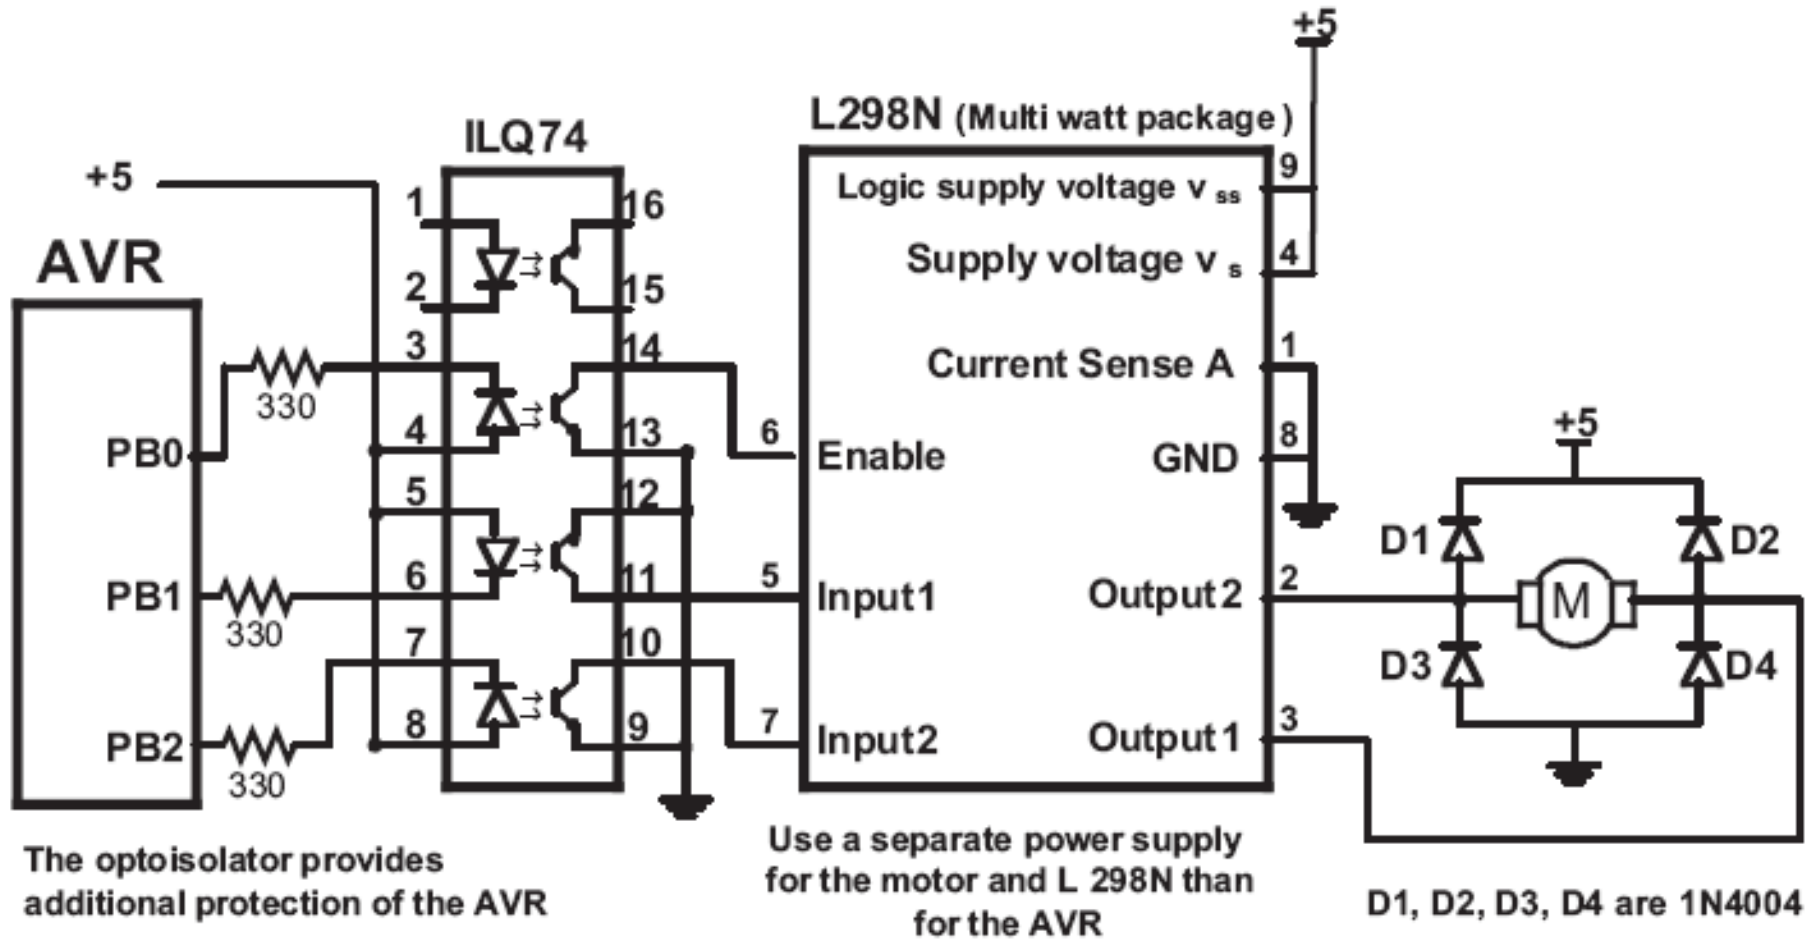 +5
L298N (Multi watt package)
ILQ74
+5
AVR
1
2
3
4
5
6
7
8
16
15
14
13
12
11
10
9
330
330
330
PB0
PB1
PB2
6
5
7
Logic supply voltage v ss
Supply voltage v s
Current Sense A
Enable
GND
Input1
Output2
Input2
Output1
9
4
1
8
2
3
+5
D1
D2
M
D3
D4
The optoisolator provides
additional protection of the AVR
Use a separate power supply
for the motor and L 298N than
for the AVR
D1, D2, D3, D4 are 1N4004